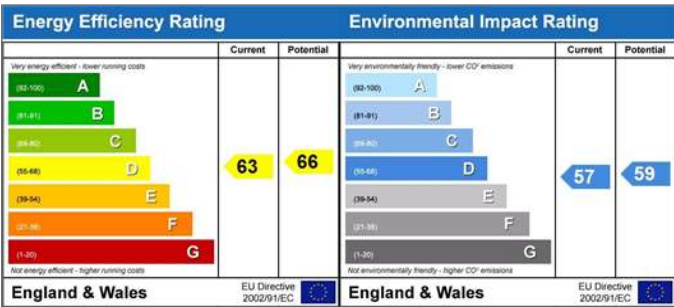 Energy Efficiency Rating
Current Potential
Very energy efficient - lower running costs
(92-100) A
(81-91) B
(69-80) C
(55-68) D
(39-54) E
(21-38) F
(1-20) G
63
66
Not energy efficient - higher running costs
England & Wales
EU Directive
2002/91/EC
Environmental Impact Rating
Current Potential
Very environmentally friendly - lower CO² emissions
(92-100) A
(81-91) B
(69-80) C
(55-68) D
(39-54) E
(21-38) F
(1-20) G
57
59
Not environmentally friendly - higher CO² emissions
England & Wales
EU Directive
2002/91/EC